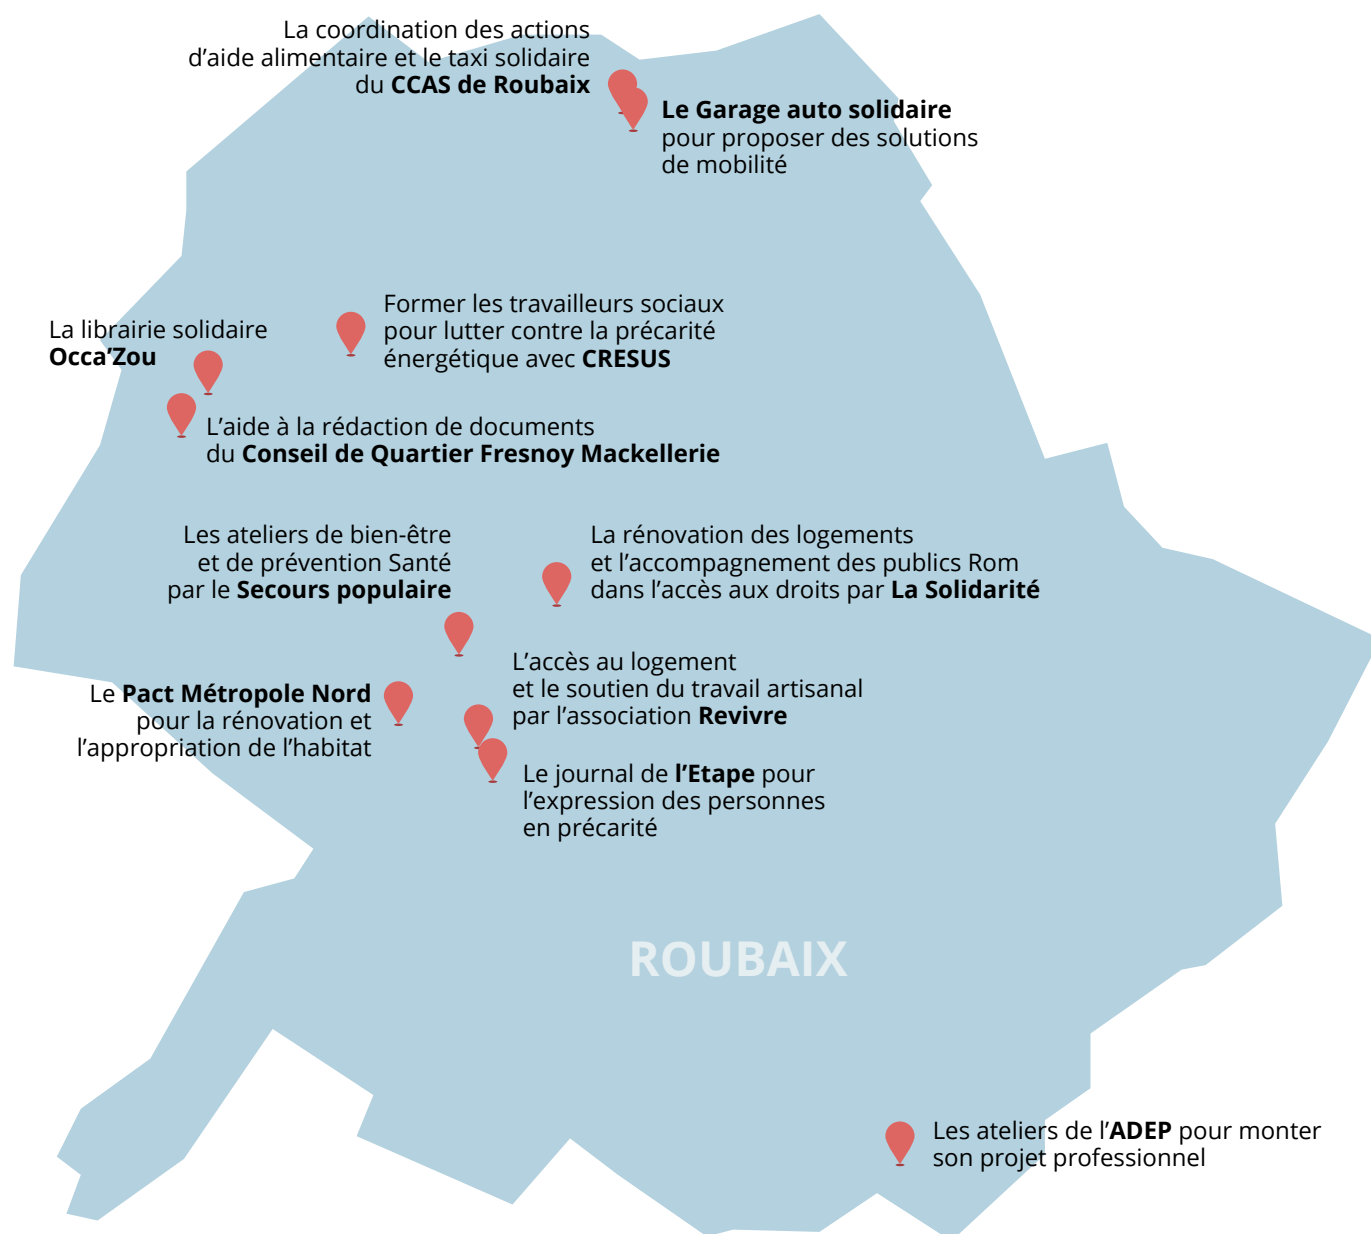 La coordination des actions
d’aide alimentaire et le taxi solidaire
du CCAS de Roubaix
Le Garage auto solidaire
pour proposer des solutions
de mobilité
Former les travailleurs sociaux
pour lutter contre la précarité
énergétique avec CRESUS
La librairie solidaire
Occa’Zou
L’aide à la rédaction de documents
du Conseil de Quartier Fresnoy Mackellerie
Les ateliers de bien-être
et de prévention Santé
par le Secours populaire
La rénovation des logements
et l’accompagnement des publics Rom
dans l’accès aux droits par La Solidarité
L’accès au logement
et le soutien du travail artisanal
par l’association Revivre
Le Pact Métropole Nord
pour la rénovation et
l’appropriation de l’habitat
Le journal de l’Etape pour
l’expression des personnes
en précarité
ROUBAIX
Les ateliers de l’ADEP pour monter
son projet professionnel